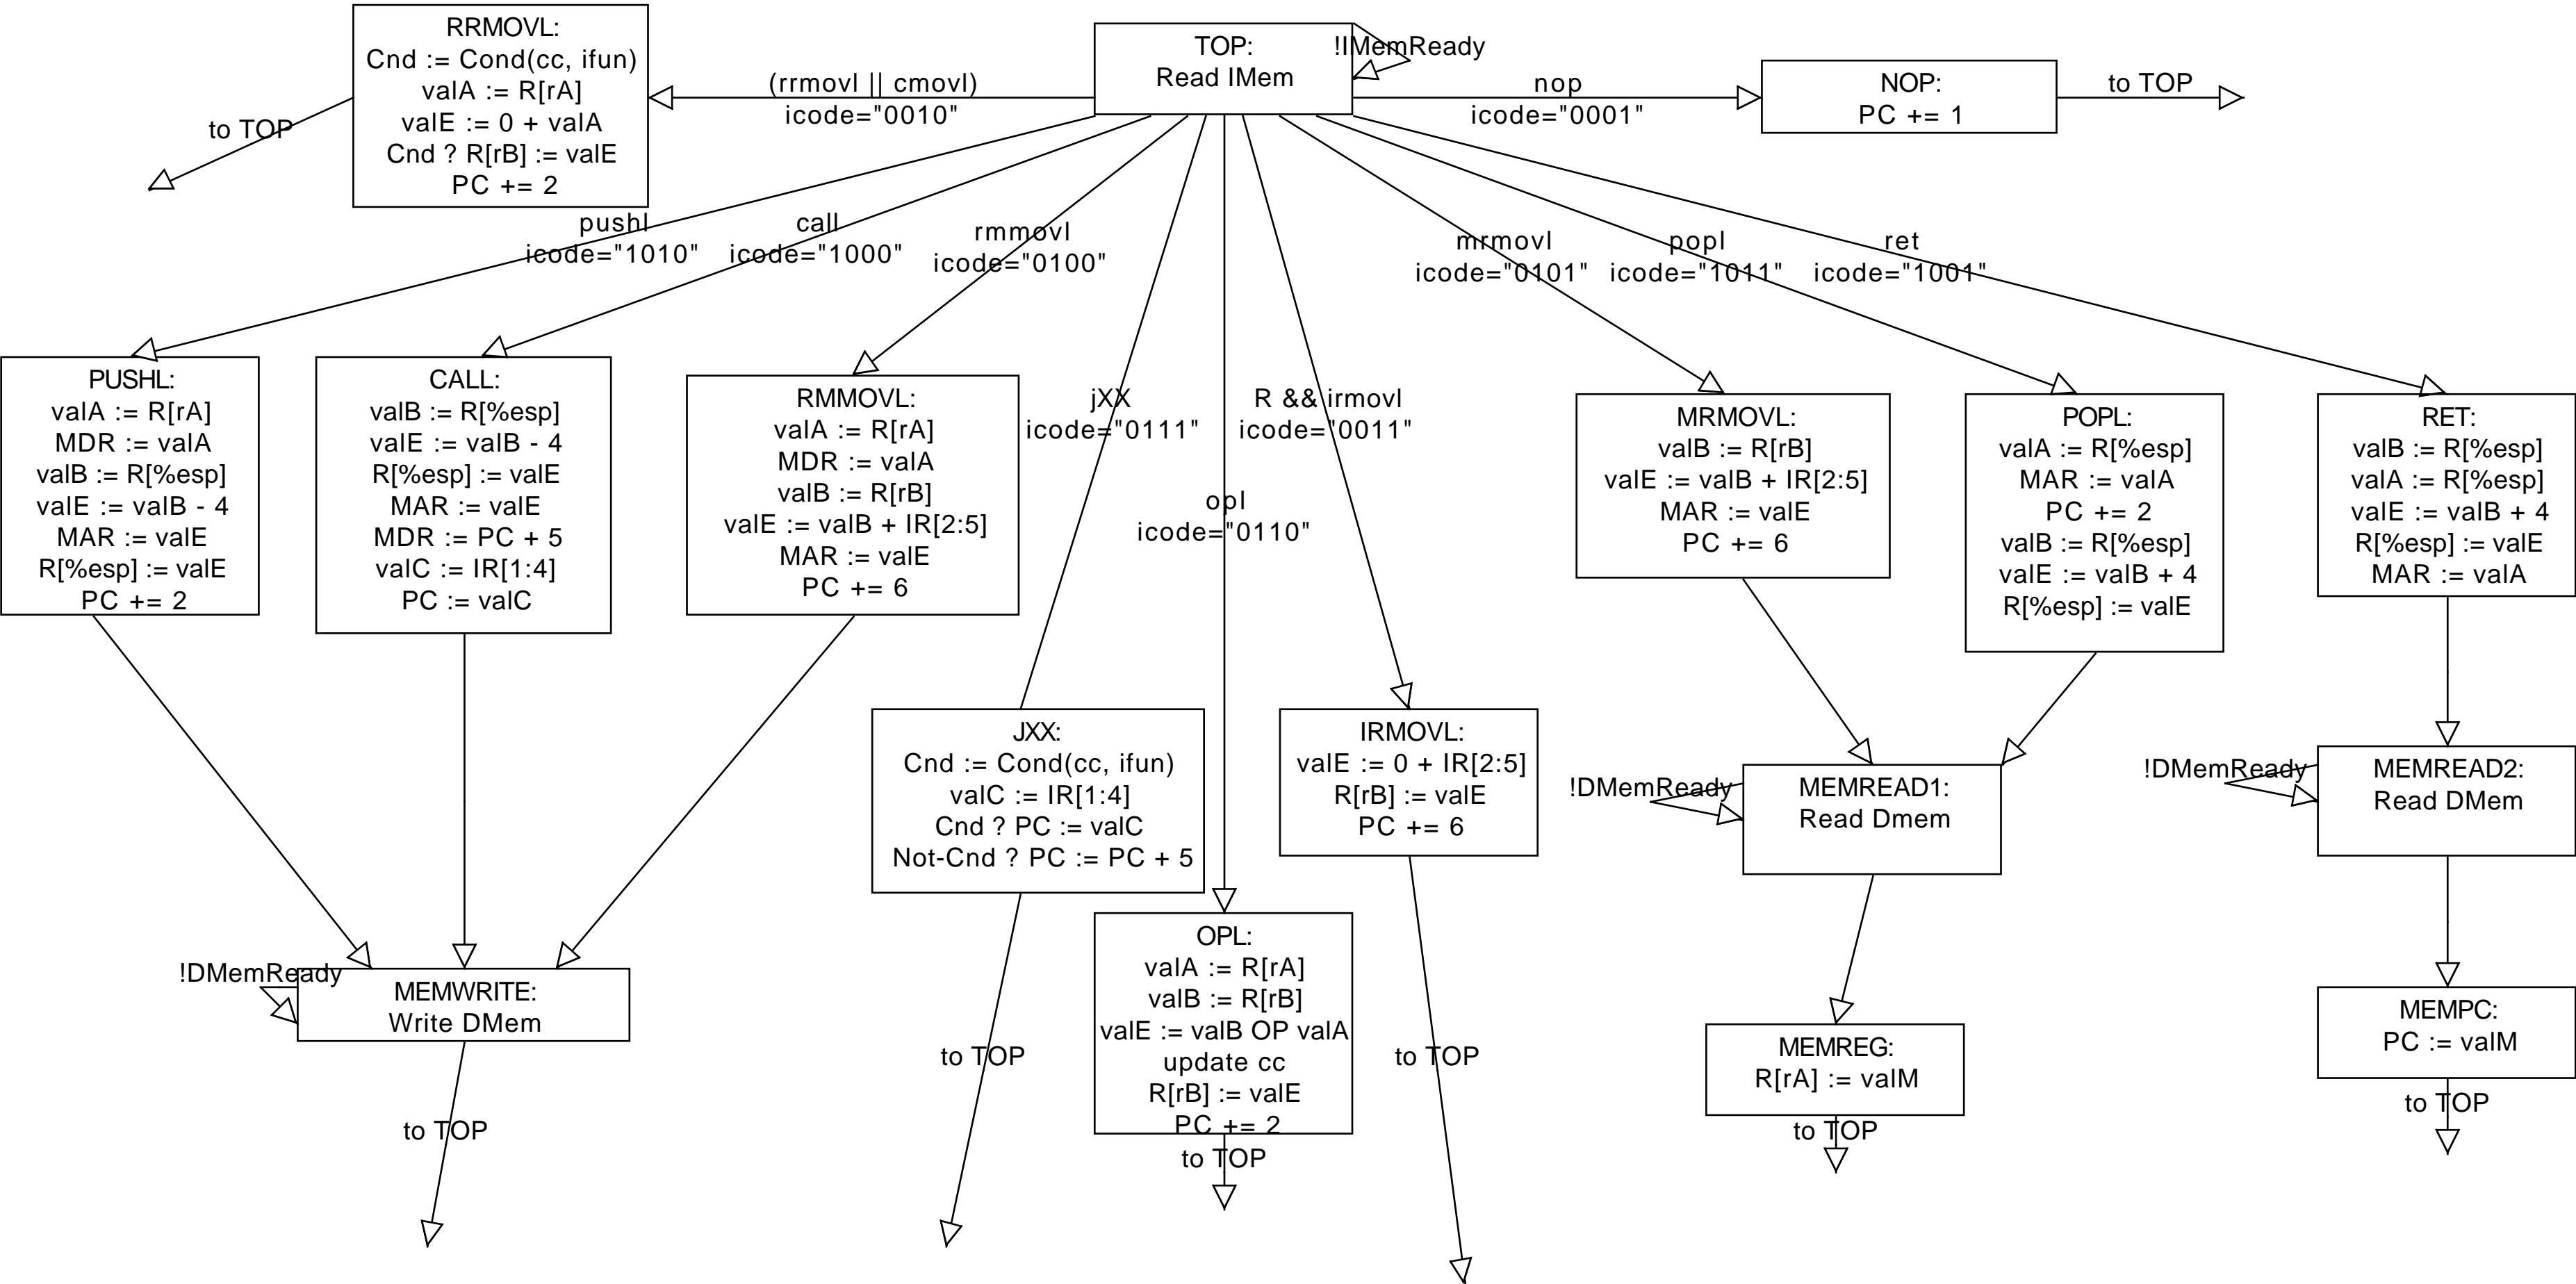 RRMOVL:
Cnd := Cond(cc, ifun)
valA := R[rA]
valE := 0 + valA
Cnd ? R[rB] := valE
PC += 2
to TOP
(rrmovl || cmovl)
icode="0010"
TOP:
Read IMem
!IMemReady
nop
icode="0001"
NOP:
PC += 1
to TOP
pushl
icode="1010"
call
icode="1000"
rmmovl
icode="0100"
mrmovl
icode="0101"
popl
icode="1011"
ret
icode="1001"
PUSHL:
valA := R[rA]
MDR := valA
valB := R[%esp]
valE := valB - 4
MAR := valE
R[%esp] := valE
PC += 2
CALL:
valB := R[%esp]
valE := valB - 4
R[%esp] := valE
MAR := valE
MDR := PC + 5
valC := IR[1:4]
PC := valC
RMMOVL:
valA := R[rA]
MDR := valA
valB := R[rB]
valE := valB + IR[2:5]
MAR := valE
PC += 6
jXX
icode="0111"
R && irmovl
icode="0011"
opl
icode="0110"
MRMOVL:
valB := R[rB]
valE := valB + IR[2:5]
MAR := valE
PC += 6
POPL:
valA := R[%esp]
MAR := valA
PC += 2
valB := R[%esp]
valE := valB + 4
R[%esp] := valE
RET:
valB := R[%esp]
valA := R[%esp]
valE := valB + 4
R[%esp] := valE
MAR := valA
JXX:
Cnd := Cond(cc, ifun)
valC := IR[1:4]
Cnd ? PC := valC
Not-Cnd ? PC := PC + 5
IRMOVL:
valE := 0 + IR[2:5]
R[rB] := valE
PC += 6
!DMemReady
MEMREAD1:
Read Dmem
!DMemReady
MEMREAD2:
Read DMem
!DMemReady
MEMWRITE:
Write DMem
to TOP
to TOP
OPL:
valA := R[rA]
valB := R[rB]
valE := valB OP valA
update cc
R[rB] := valE
PC += 2
to TOP
to TOP
MEMREG:
R[rA] := valM
to TOP
MEMPC:
PC := valM
to TOP